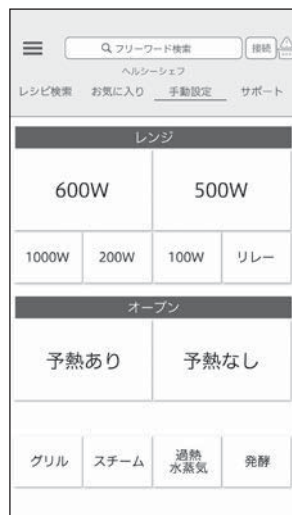 フリーワード検索
接続
ヘルシーシェフ
レシピ検索 お気に入り 手動設定 サポート
レンジ
600W 500W
1000W 200W 100W リレー
オーブン
予熱あり 予熱なし
グリル スチーム 過熱水蒸気 発酵